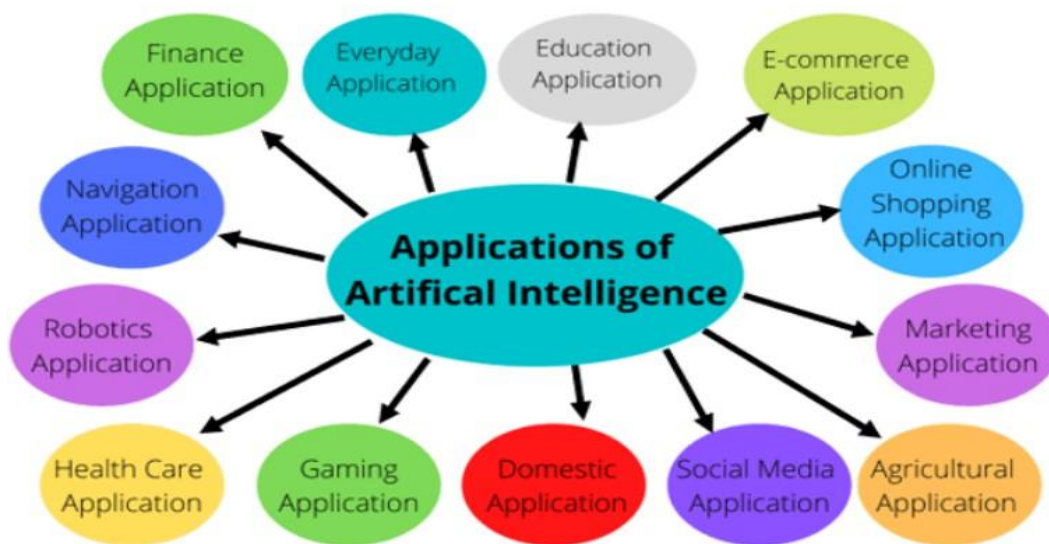 Finance
Application
Everyday
Application
Education
Application
E-commerce
Application
Navigation
Application
Online
Shopping
Application
Applications of
Artifical Intelligence
Robotics
Application
Marketing
Application
Health Care
Application
Gaming
Application
Domestic
Application
Social Media
Application
Agricultural
Application